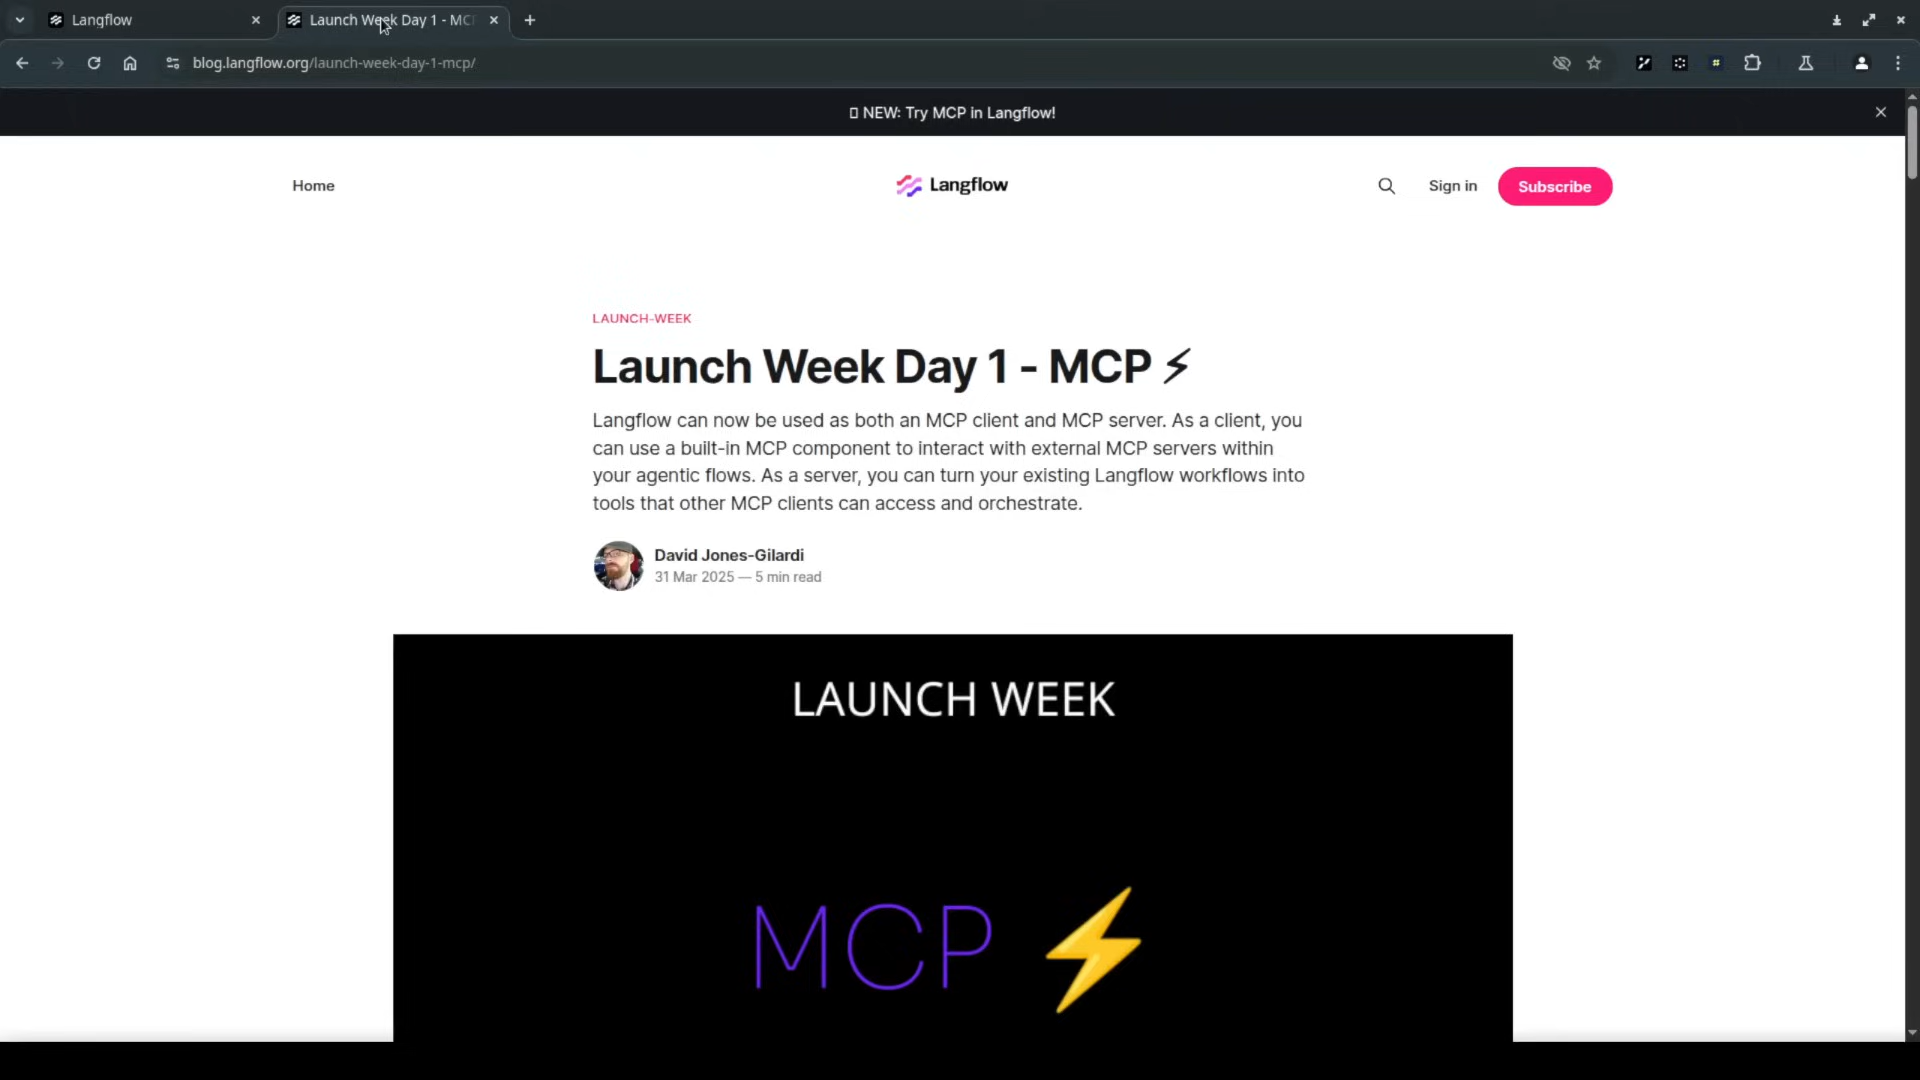 Langflow
Launch Week Day 1 - MC
blog.langflow.org/launch-week-day-1-mcp/
NEW: Try MCP in Langflow!
Home
Langflow
Sign in
Subscribe
LAUNCH-WEEK
Launch Week Day 1 - MCP ⚡
Langflow can now be used as both an MCP client and MCP server. As a client, you
can use a built-in MCP component to interact with external MCP servers within
your agentic flows. As a server, you can turn your existing Langflow workflows into
tools that other MCP clients can access and orchestrate.
David Jones-Gilardi
31 Mar 2025 — 5 min read
LAUNCH WEEK
MCP ⚡